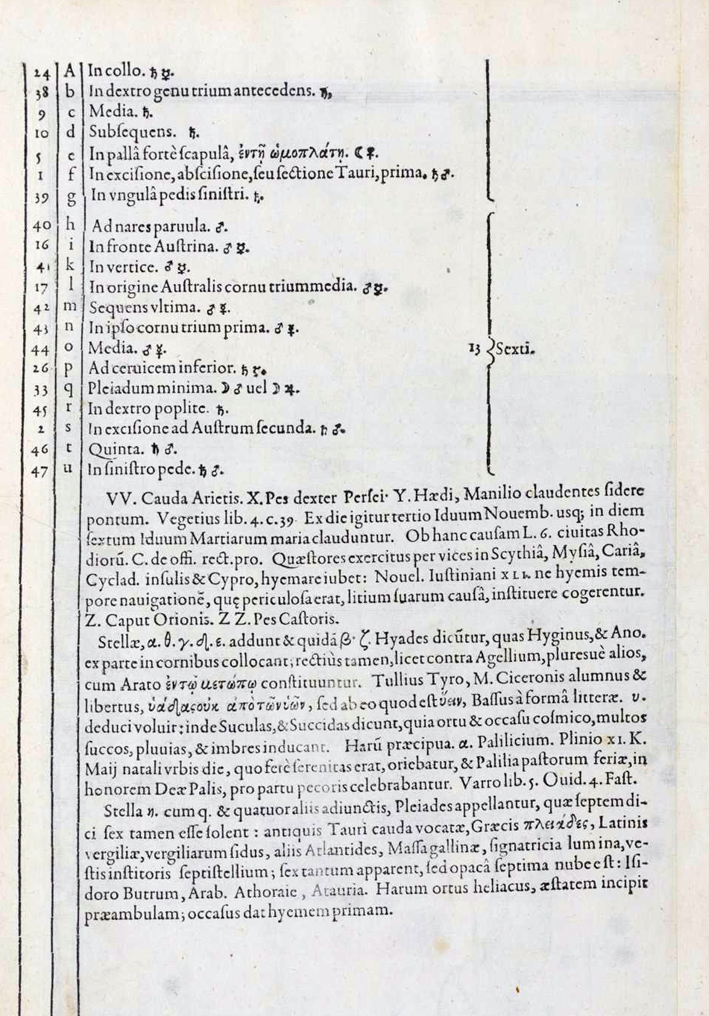 24 A In collo. ♄ ☿.
38 b In dextro genu trium antecedens. ♄,
9 c Media. ♄.
10 d Subſequens. ♄.
5 e In pallâ fortè ſcapulâ, ἐντῇ ὠμοπλάτῃ. ☾ ☿.
1 f In exciſione, abſciſione, ſeu ſectione Tauri, prima. ♄ ♂.
39 g In vngulâ pedis ſiniſtri. ♄.
40 h Ad nares paruula. ♂.
16 i In fronte Auſtrina. ♂ ☿.
41 k In vertice. ♂ ☿.
17 l In origine Auſtralis cornu trium media. ♂ ☿.
42 m Sequens vltima. ♂ ☿.
43 n In ipſo cornu trium prima. ♂ ☿.
44 o Media. ♂ ☿. 13 Sexti.
26 p Ad ceruicem inferior. ♄
33 q Pleiadum minima. ☽ ♂ uel ☽ ♃.
45 r In dextro poplite. ♄.
2 s In exciſione ad Auſtrum ſecunda. ♄ ♂.
46 t Quinta. ♄ ♂.
47 u In ſiniſtro pede. ♄ ♂.
VV. Cauda Arietis. X. Pes dexter Perſei. Y. Hædi, Manilio claudentes ſidere
pontum. Vegetius lib. 4. c. 39. Ex die igitur tertio Iduum Nouemb. usq; in diem
ſextum Iduum Martiarum maria clauduntur. Ob hanc cauſam L. 6. ciuitas Rho-
diorū. C. de offi. rect. pro. Quæſtores exercitus per vices in Scythiâ, Myſiâ, Cariâ,
Cyclad. inſulis & Cypro, hyemare iubet: Nouel. Iuſtiniani XLI. ne hyemis tem-
pore nauigationē, quę periculoſa erat, litium ſuarum cauſâ, inſtituere cogerentur.
Z. Caput Orionis. Z Z. Pes Caſtoris.
Stellæ, α. θ. γ. δ. ε. addunt & quidā β. ζ. Hyades dicūtur, quas Hyginus, & Ano.
ex parte in cornibus collocant; rectiùs tamen, licet contra Agellium, plureſuè alios,
cum Arato ἐντῷ μετώπῳ conſtituuntur. Tullius Tyro, M. Ciceronis alumnus &
libertus, ὑάδας οὐκ ἀπὸ τῶν ὑῶν, ſed ab eo quod eſt ὕειν, Baſſus à formâ litteræ. υ.
deduci voluit: inde Suculas, & Succidas dicunt, quia ortu & occaſu coſmico, multos
ſuccos, pluuias, & imbres inducant. Harū præcipua. α. Palilicium. Plinio XI. K.
Maij natali vrbis die, quo ferè ſerenitas erat, oriebatur, & Palilia paſtorum feriæ, in
honorem Deæ Palis, pro partu pecoris celebrabantur. Varro lib. 5. Ouid. 4. Faſt.
Stella η. cum q. & quatuor aliis adiunctis, Pleiades appellantur, quæ ſeptem di-
ci ſex tamen eſſe ſolent: antiquis Tauri cauda vocatæ, Græcis πλειάδες, Latinis
vergiliæ, vergiliarum ſidus, aliis Atlantides, Maſſa gallinæ, ſignatricia lumina, ve-
ſtis inſtitoris ſeptiſtellium; ſex tantum apparent, ſed opacâ ſeptima nube eſt: Iſi-
doro Butrum, Arab. Athoraie, Atauria. Harum ortus heliacus, æſtatem incipit
præambulam; occaſus dat hyemem primam.